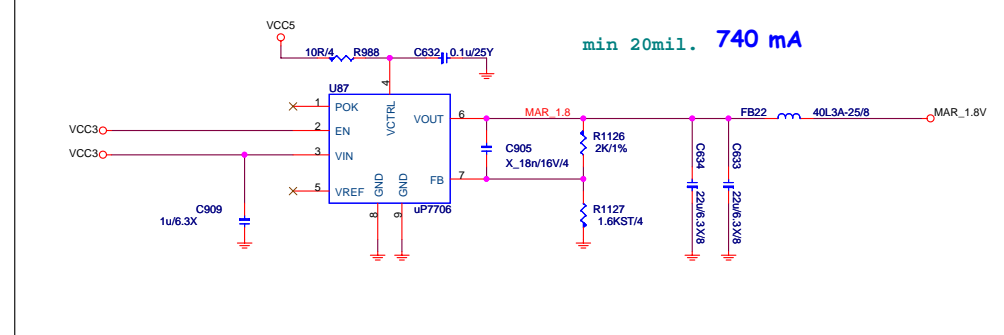 VCC5
min 20mil. 740 mA
10R/4 R988 C632 0.1u/25Y
U87
4
1 POK
VCTRL
VOUT 6 MAR_1.8 FB22 40L3A-25/8 MAR_1.8V
VCC3 2 EN
R1126
2K/1%
C905
X_18n/16V/4
VCC3 3 VIN
C634
22u/6.3X/8
C633
22u/6.3X/8
FB 7
5 VREF
GND
GND
uP7706
8
9
C909
1u/6.3X
R1127
1.6KST/4